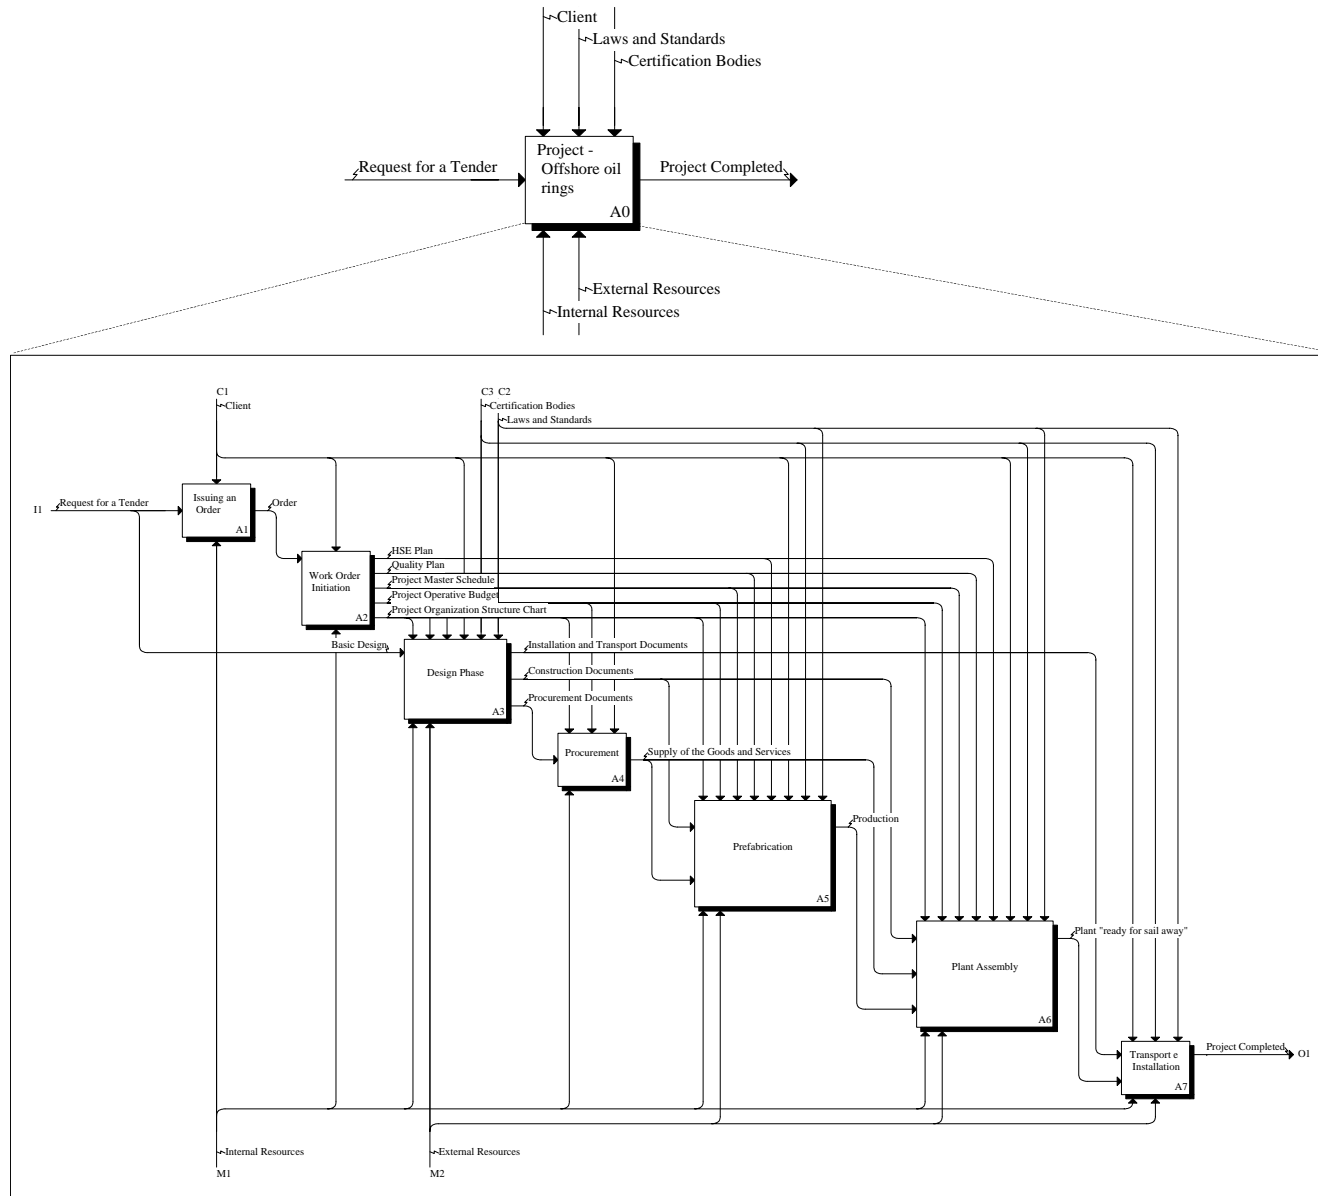 Client
Laws and Standards
Certification Bodies
Project -
Offshore oil
rings
A0
Request for a Tender
Project Completed
External Resources
Internal Resources
C1
Client
C3 C2
Certification Bodies
Laws and Standards
I1
Request for a Tender
Issuing an
Order
A1
Order
Work Order
Initiation
A2
HSE Plan
Quality Plan
Project Master Schedule
Project Operative Budget
Project Organization Structure Chart
Basic Design
Design Phase
A3
Installation and Transport Documents
Construction Documents
Procurement Documents
Procurement
A4
Supply of the Goods and Services
Prefabrication
A5
Production
Plant Assembly
A6
Plant "ready for sail away"
Transport e
Installation
A7
Project Completed
O1
Internal Resources
M1
External Resources
M2